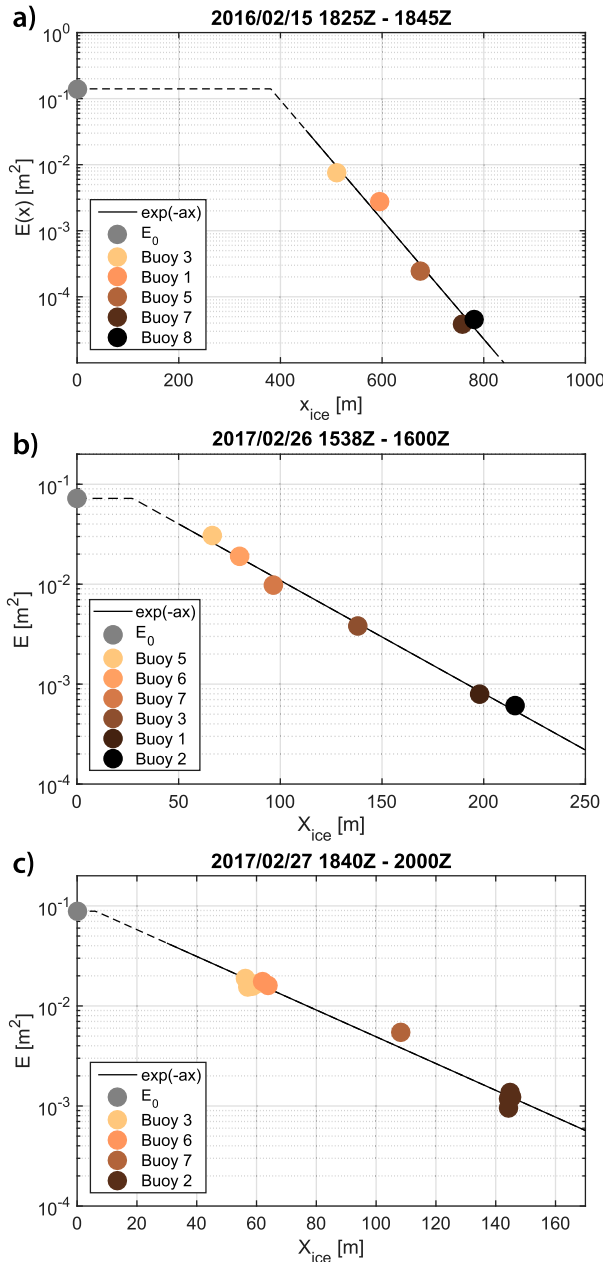 a)
2016/02/15 1825Z - 1845Z
10^0
10^-1
10^-2
10^-3
10^-4
E(x) [m^2]
exp(-ax)
E_0
Buoy 3
Buoy 1
Buoy 5
Buoy 7
Buoy 8
0 200 400 600 800 1000
x_ice [m]
b)
2017/02/26 1538Z - 1600Z
10^-1
10^-2
10^-3
10^-4
E [m^2]
exp(-ax)
E_0
Buoy 5
Buoy 6
Buoy 7
Buoy 3
Buoy 1
Buoy 2
0 50 100 150 200 250
X_ice [m]
c)
2017/02/27 1840Z - 2000Z
10^-1
10^-2
10^-3
10^-4
E [m^2]
exp(-ax)
E_0
Buoy 3
Buoy 6
Buoy 7
Buoy 2
0 20 40 60 80 100 120 140 160
X_ice [m]